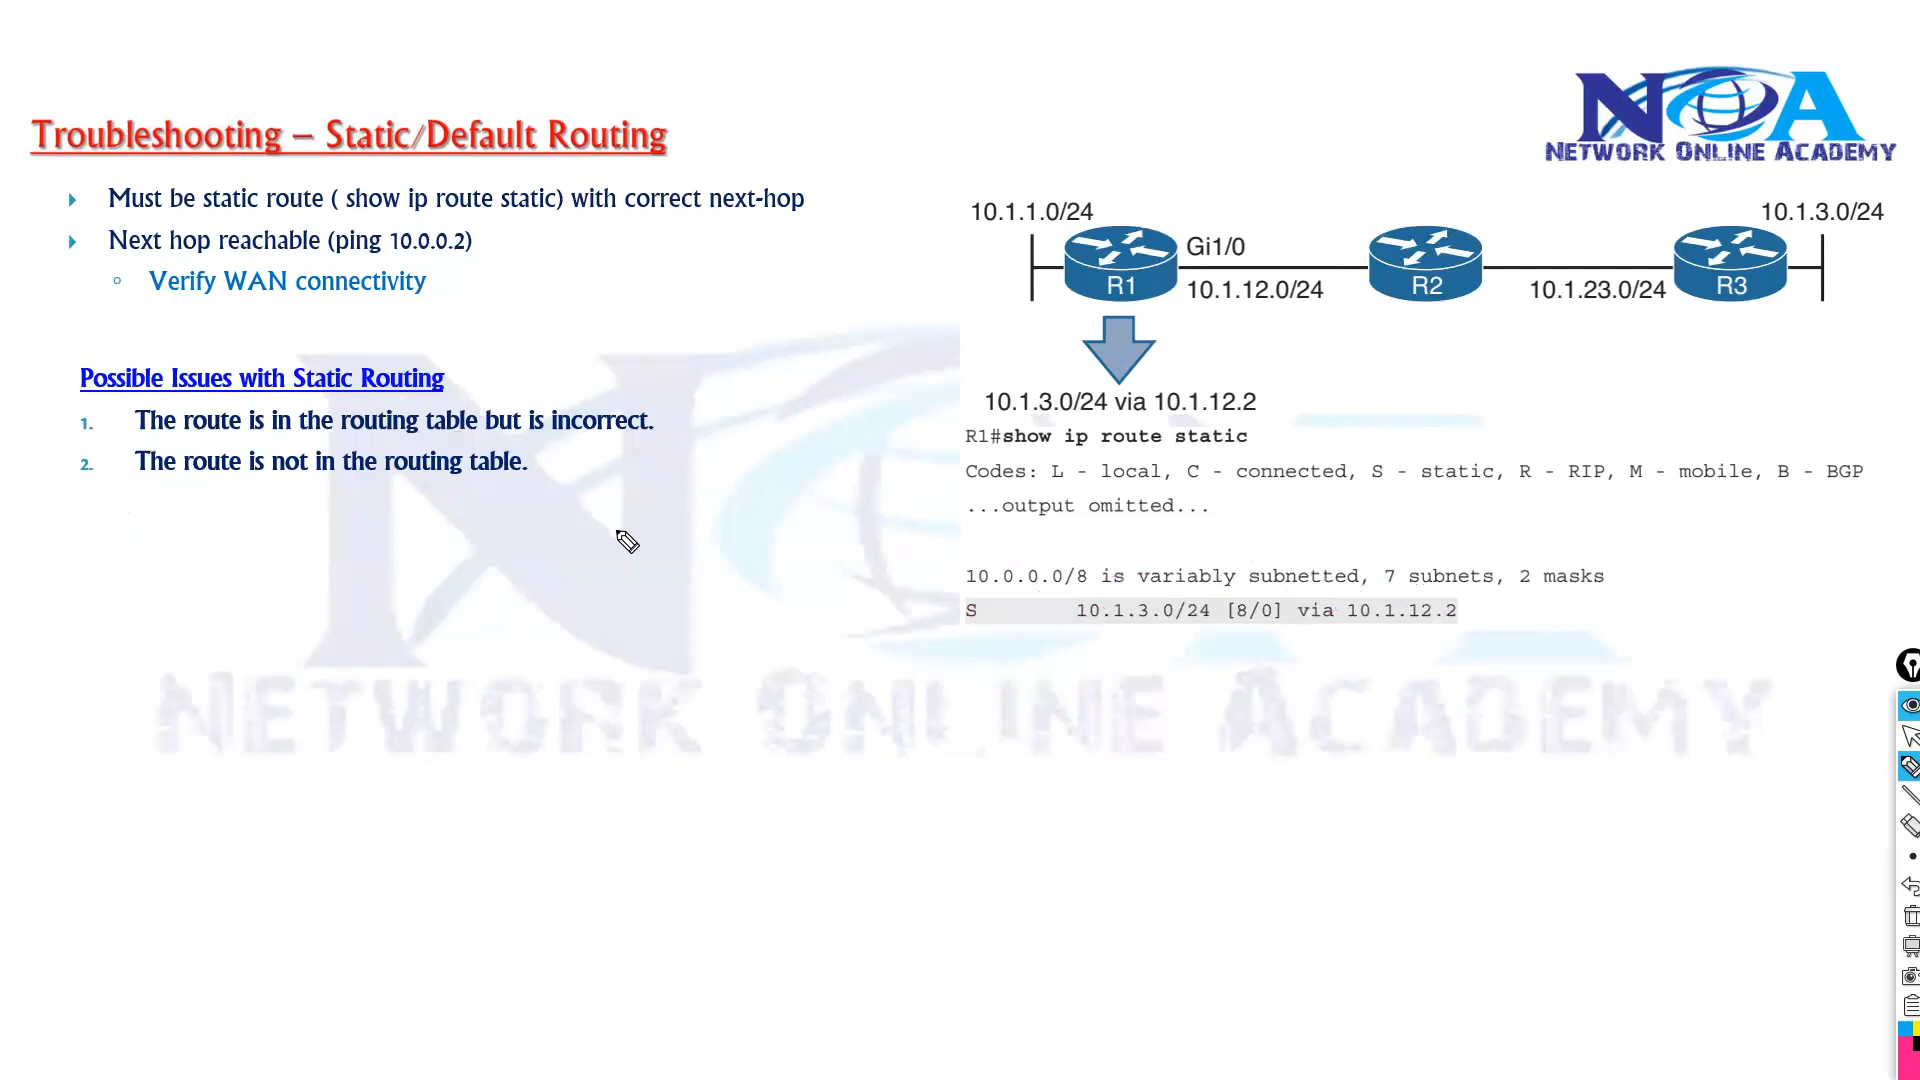 NOA
NETWORK ONLINE ACADEMY
Troubleshooting – Static/Default Routing
Must be static route ( show ip route static) with correct next-hop
Next hop reachable (ping 10.0.0.2)
Verify WAN connectivity
Possible Issues with Static Routing
1. The route is in the routing table but is incorrect.
2. The route is not in the routing table.
10.1.1.0/24
10.1.3.0/24
Gi1/0
R1
R2
R3
10.1.12.0/24
10.1.23.0/24
10.1.3.0/24 via 10.1.12.2
R1#show ip route static
Codes: L - local, C - connected, S - static, R - RIP, M - mobile, B - BGP
...output omitted...
10.0.0.0/8 is variably subnetted, 7 subnets, 2 masks
S 10.1.3.0/24 [8/0] via 10.1.12.2
NETWORK ONLINE ACADEMY